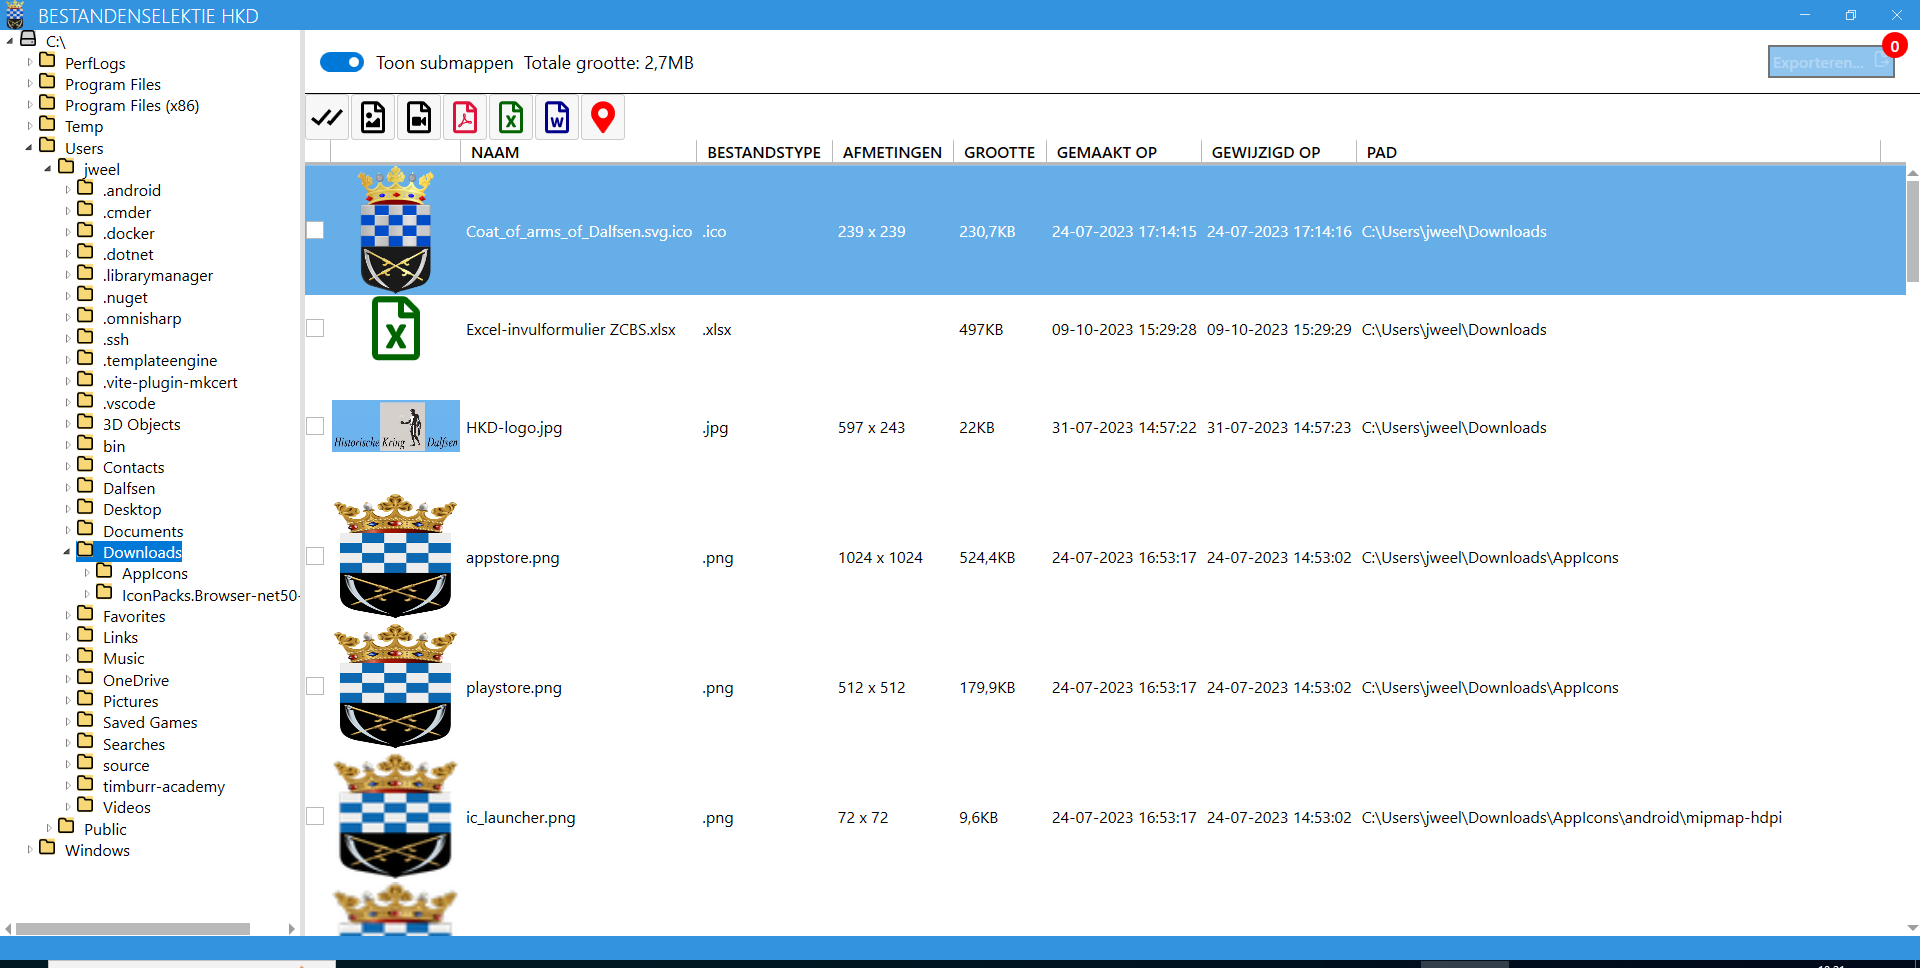 BESTANDENSELEKTIE HKD
C:\
PerfLogs
Program Files
Program Files (x86)
Temp
Users
jweel
.android
.cmder
.docker
.dotnet
.librarymanager
.nuget
.omnisharp
.ssh
.templateengine
.vite-plugin-mkcert
.vscode
3D Objects
bin
Contacts
Dalfsen
Desktop
Documents
Downloads
AppIcons
IconPacks.Browser-net50-
Favorites
Links
Music
OneDrive
Pictures
Saved Games
Searches
source
timburr-academy
Videos
Public
Windows
Toon submappen Totale grootte: 2,7MB
Exporteren... 0
NAAM BESTANDSTYPE AFMETINGEN GROOTTE GEMAAKT OP GEWIJZIGD OP PAD
Coat_of_arms_of_Dalfsen.svg.ico .ico 239 x 239 230,7KB 24-07-2023 17:14:15 24-07-2023 17:14:16 C:\Users\jweel\Downloads
Excel-invulformulier ZCBS.xlsx .xlsx 497KB 09-10-2023 15:29:28 09-10-2023 15:29:29 C:\Users\jweel\Downloads
Historische Kring Dalfsen
HKD-logo.jpg .jpg 597 x 243 22KB 31-07-2023 14:57:22 31-07-2023 14:57:23 C:\Users\jweel\Downloads
appstore.png .png 1024 x 1024 524,4KB 24-07-2023 16:53:17 24-07-2023 14:53:02 C:\Users\jweel\Downloads\AppIcons
playstore.png .png 512 x 512 179,9KB 24-07-2023 16:53:17 24-07-2023 14:53:02 C:\Users\jweel\Downloads\AppIcons
ic_launcher.png .png 72 x 72 9,6KB 24-07-2023 16:53:17 24-07-2023 14:53:02 C:\Users\jweel\Downloads\AppIcons\android\mipmap-hdpi